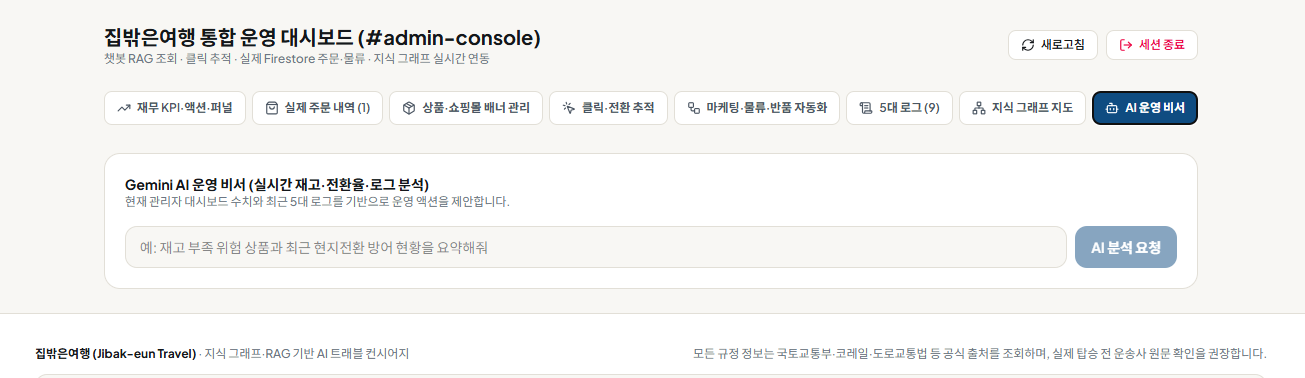 집밖은여행 통합 운영 대시보드 (#admin-console)
챗봇 RAG 조회 · 클릭 추적 · 실제 Firestore 주문·물류 · 지식 그래프 실시간 연동
새로고침
세션 종료
재무 KPI·액션·퍼널
실제 주문 내역 (1)
상품·쇼핑몰 배너 관리
클릭·전환 추적
마케팅·물류·반품 자동화
5대 로그 (9)
지식 그래프 지도
AI 운영 비서
Gemini AI 운영 비서 (실시간 재고·전환율·로그 분석)
현재 관리자 대시보드 수치와 최근 5대 로그를 기반으로 운영 액션을 제안합니다.
예: 재고 부족 위험 상품과 최근 현지전환 방어 현황을 요약해줘
AI 분석 요청
집밖은여행 (Jibak-eun Travel) · 지식 그래프·RAG 기반 AI 트래블 컨시어지
모든 규정 정보는 국토교통부·코레일·도로교통법 등 공식 출처를 조회하며, 실제 탑승 전 운송사 원문 확인을 권장합니다.